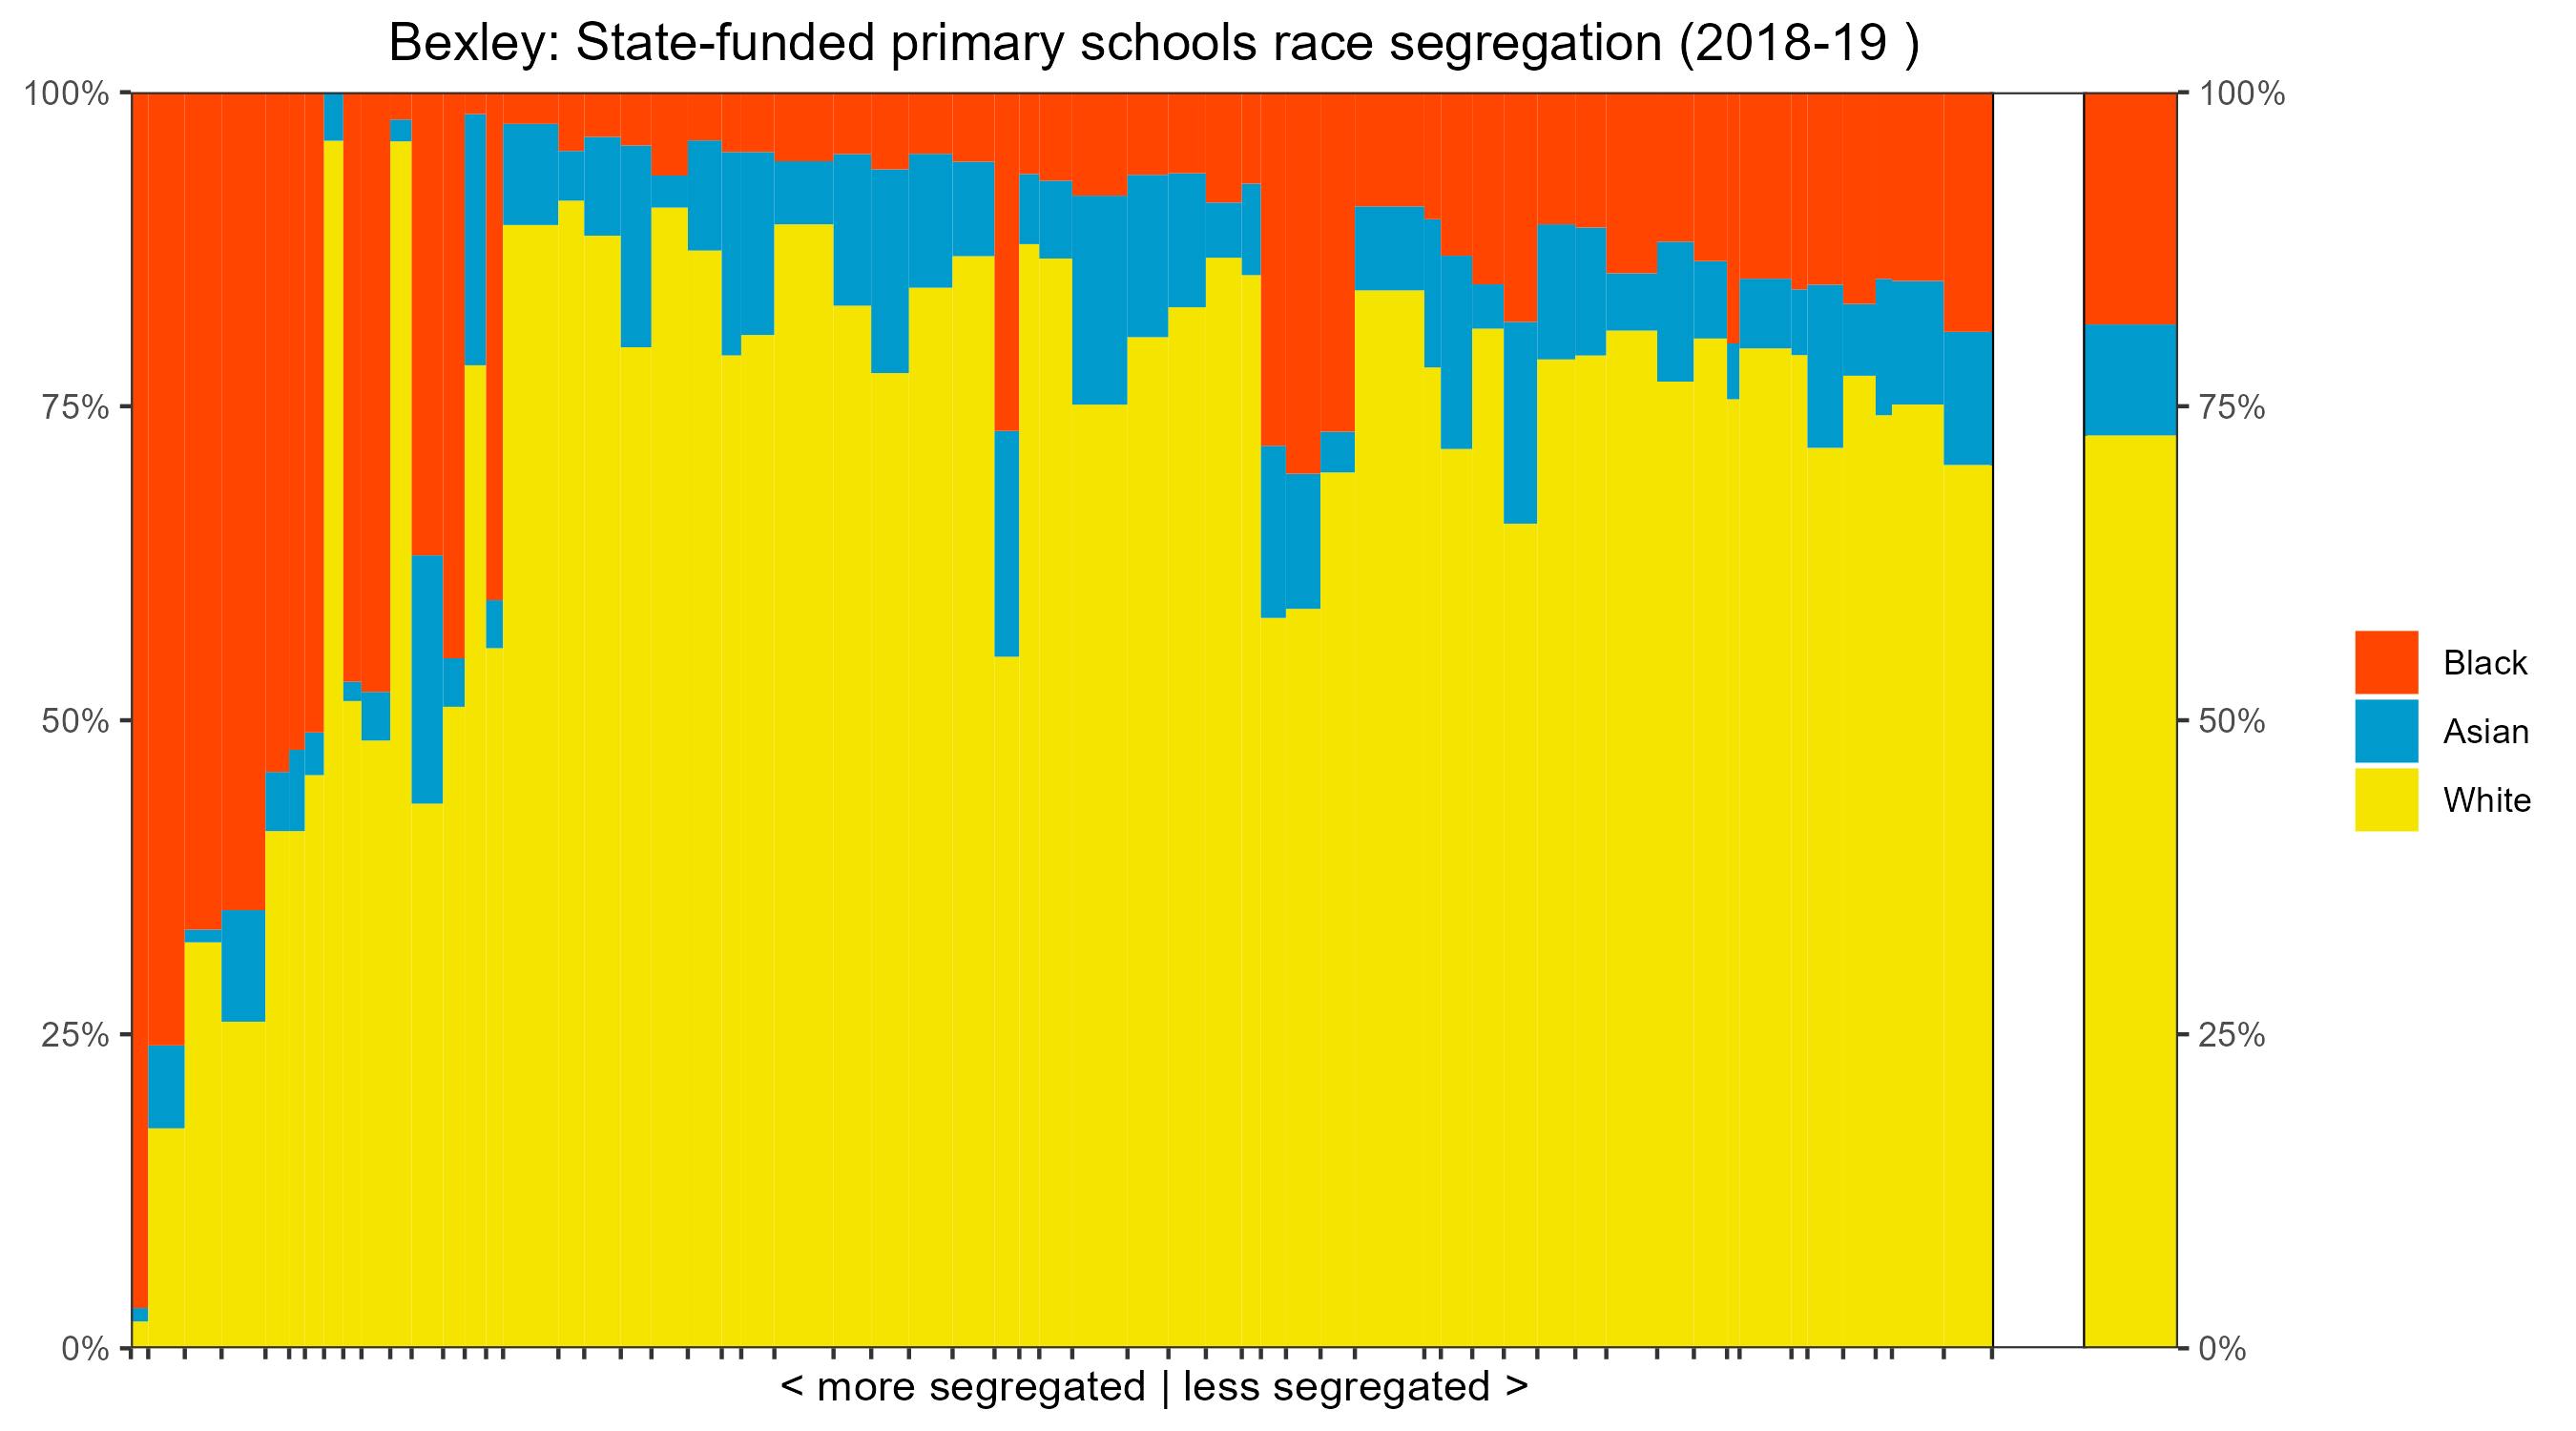 Bexley: State-funded primary schools race segregation (2018-19 )
100%
75%
50%
25%
0%
100%
75%
50%
25%
0%
Black
Asian
White
< more segregated | less segregated >